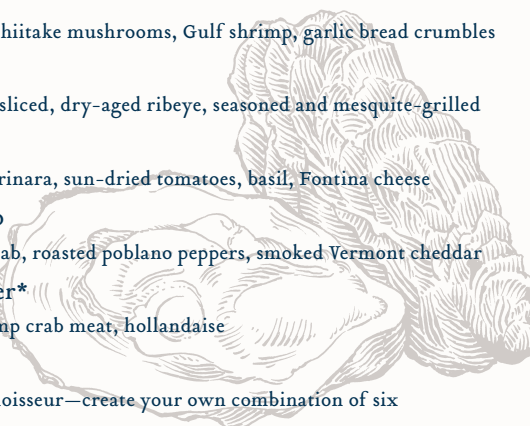 hiitake mushrooms, Gulf shrimp, garlic bread crumbles
sliced, dry-aged ribeye, seasoned and mesquite-grilled
rinara, sun-dried tomatoes, basil, Fontina cheese
o
ab, roasted poblano peppers, smoked Vermont cheddar
er*
mp crab meat, hollandaise
oisseur—create your own combination of six